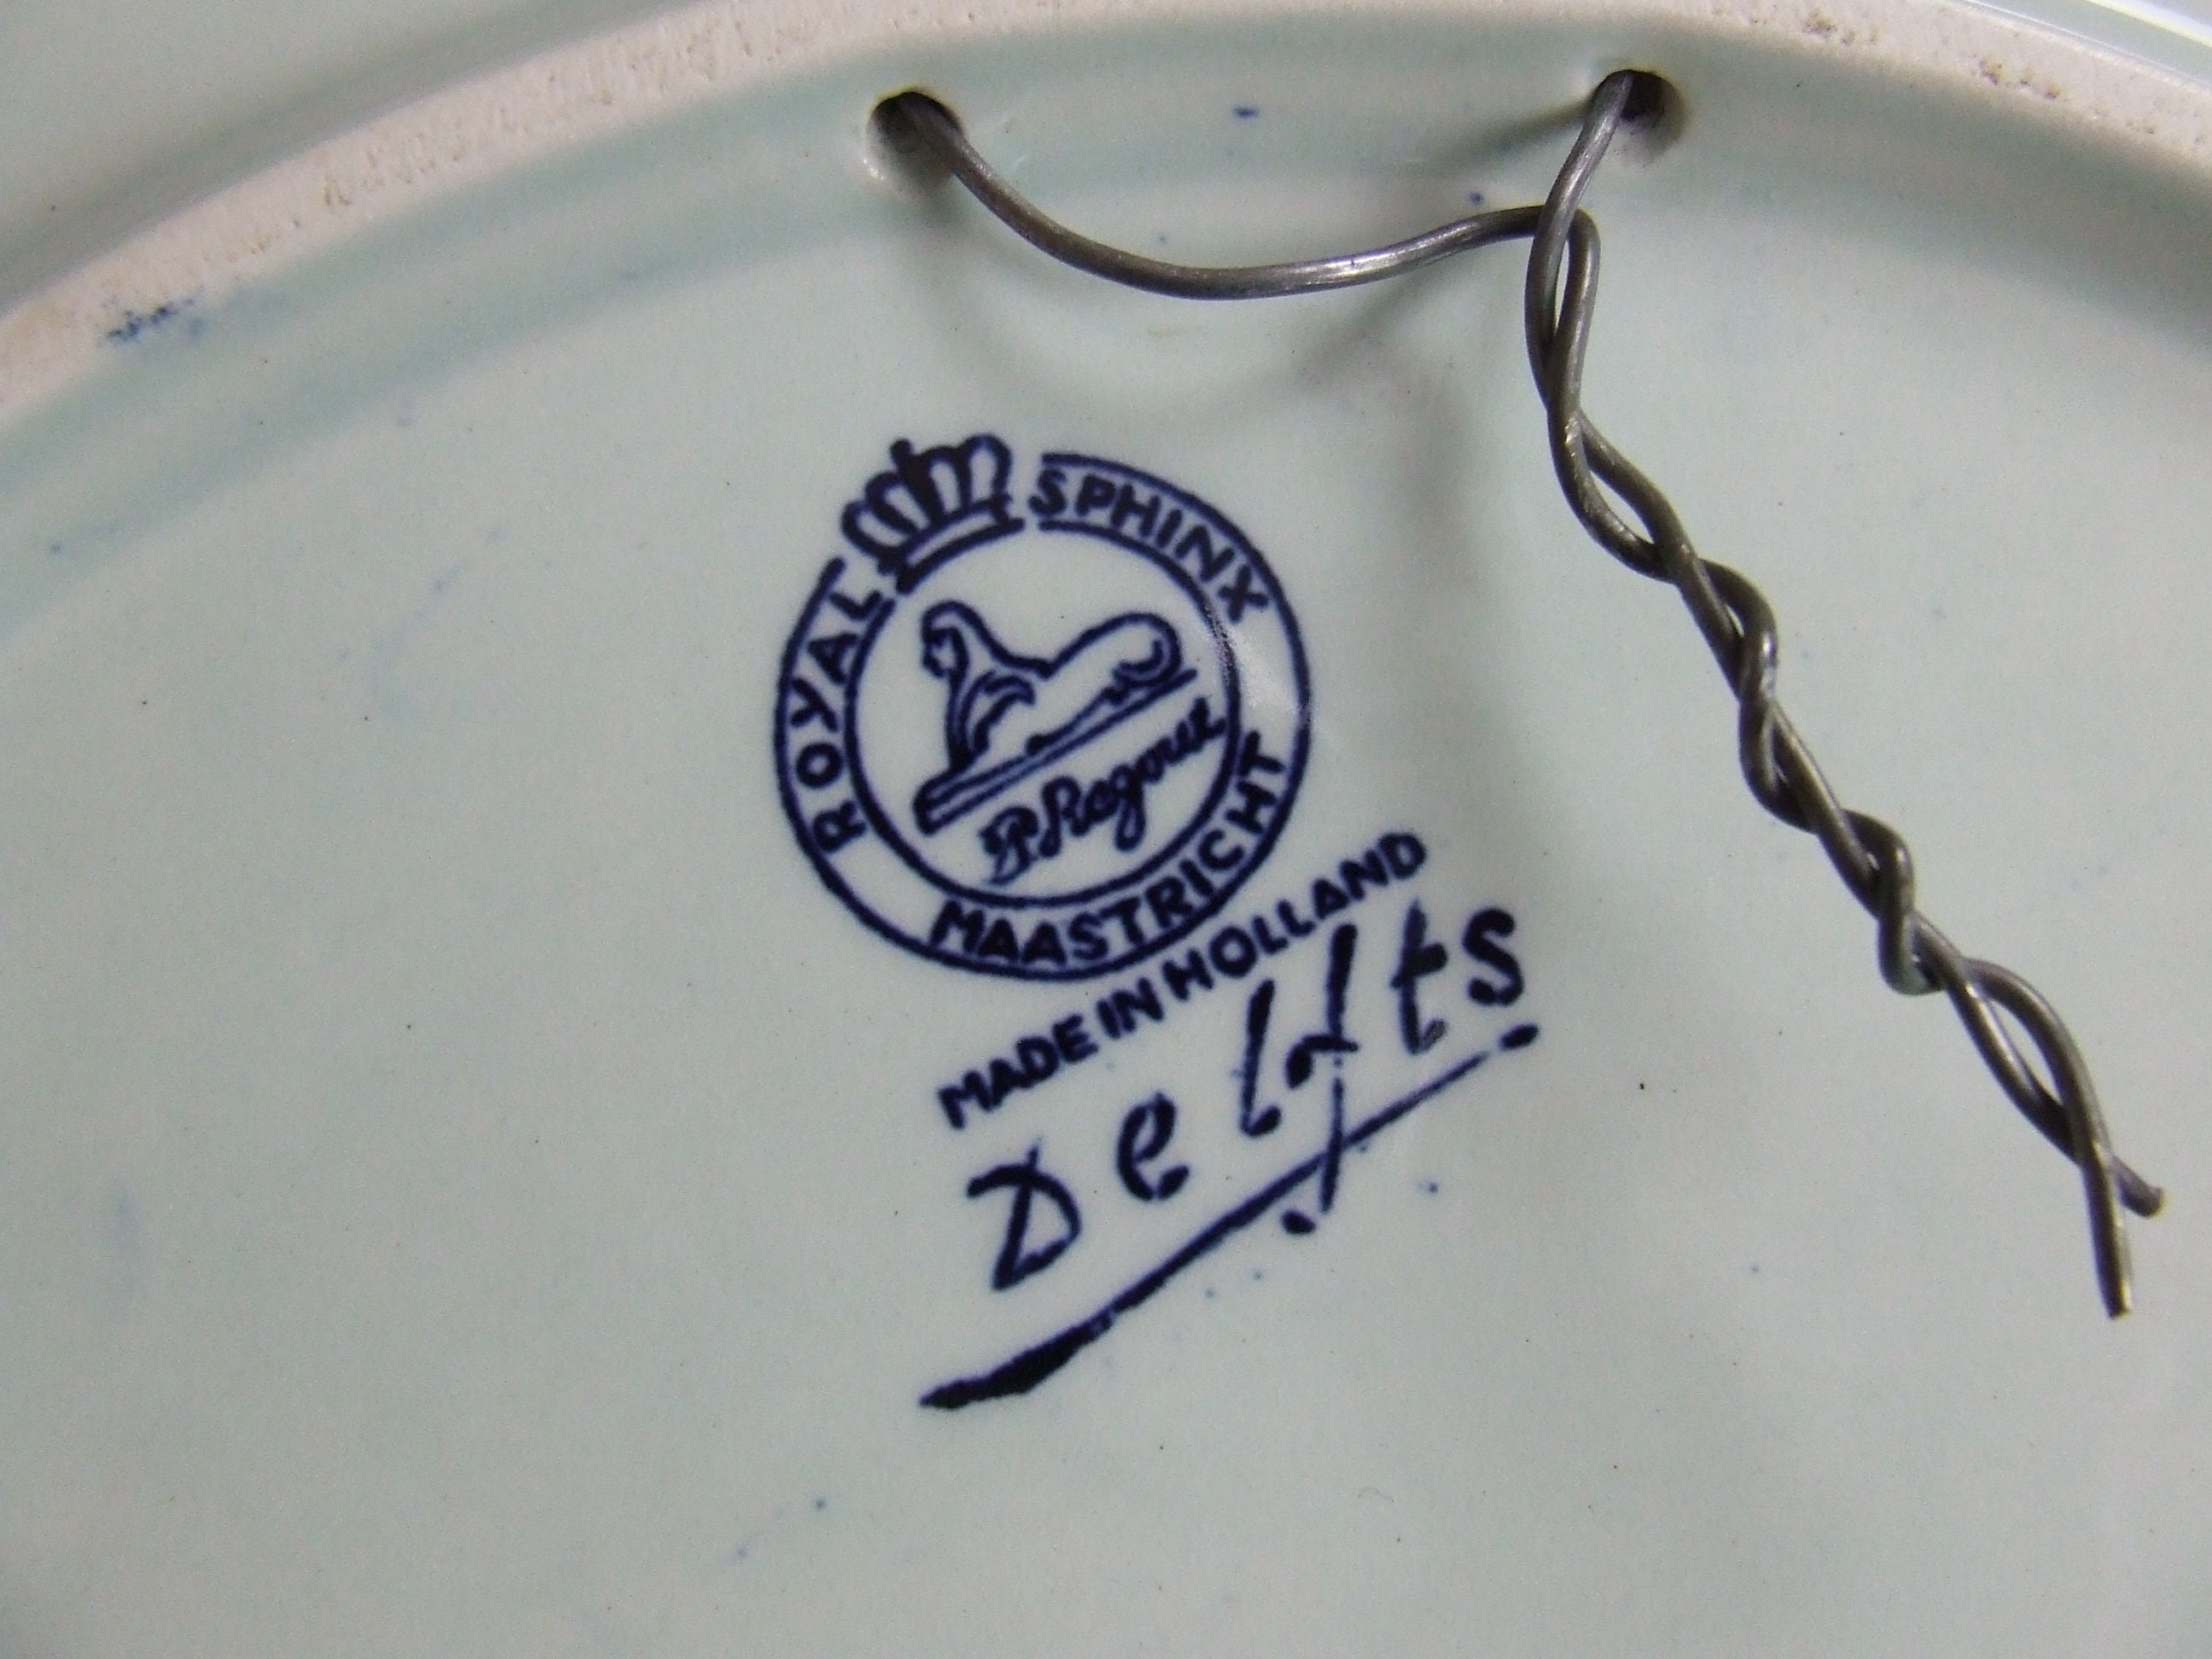 ROYAL SPHINX
P. Regout
MAASTRICHT
MADE IN HOLLAND
Delfts